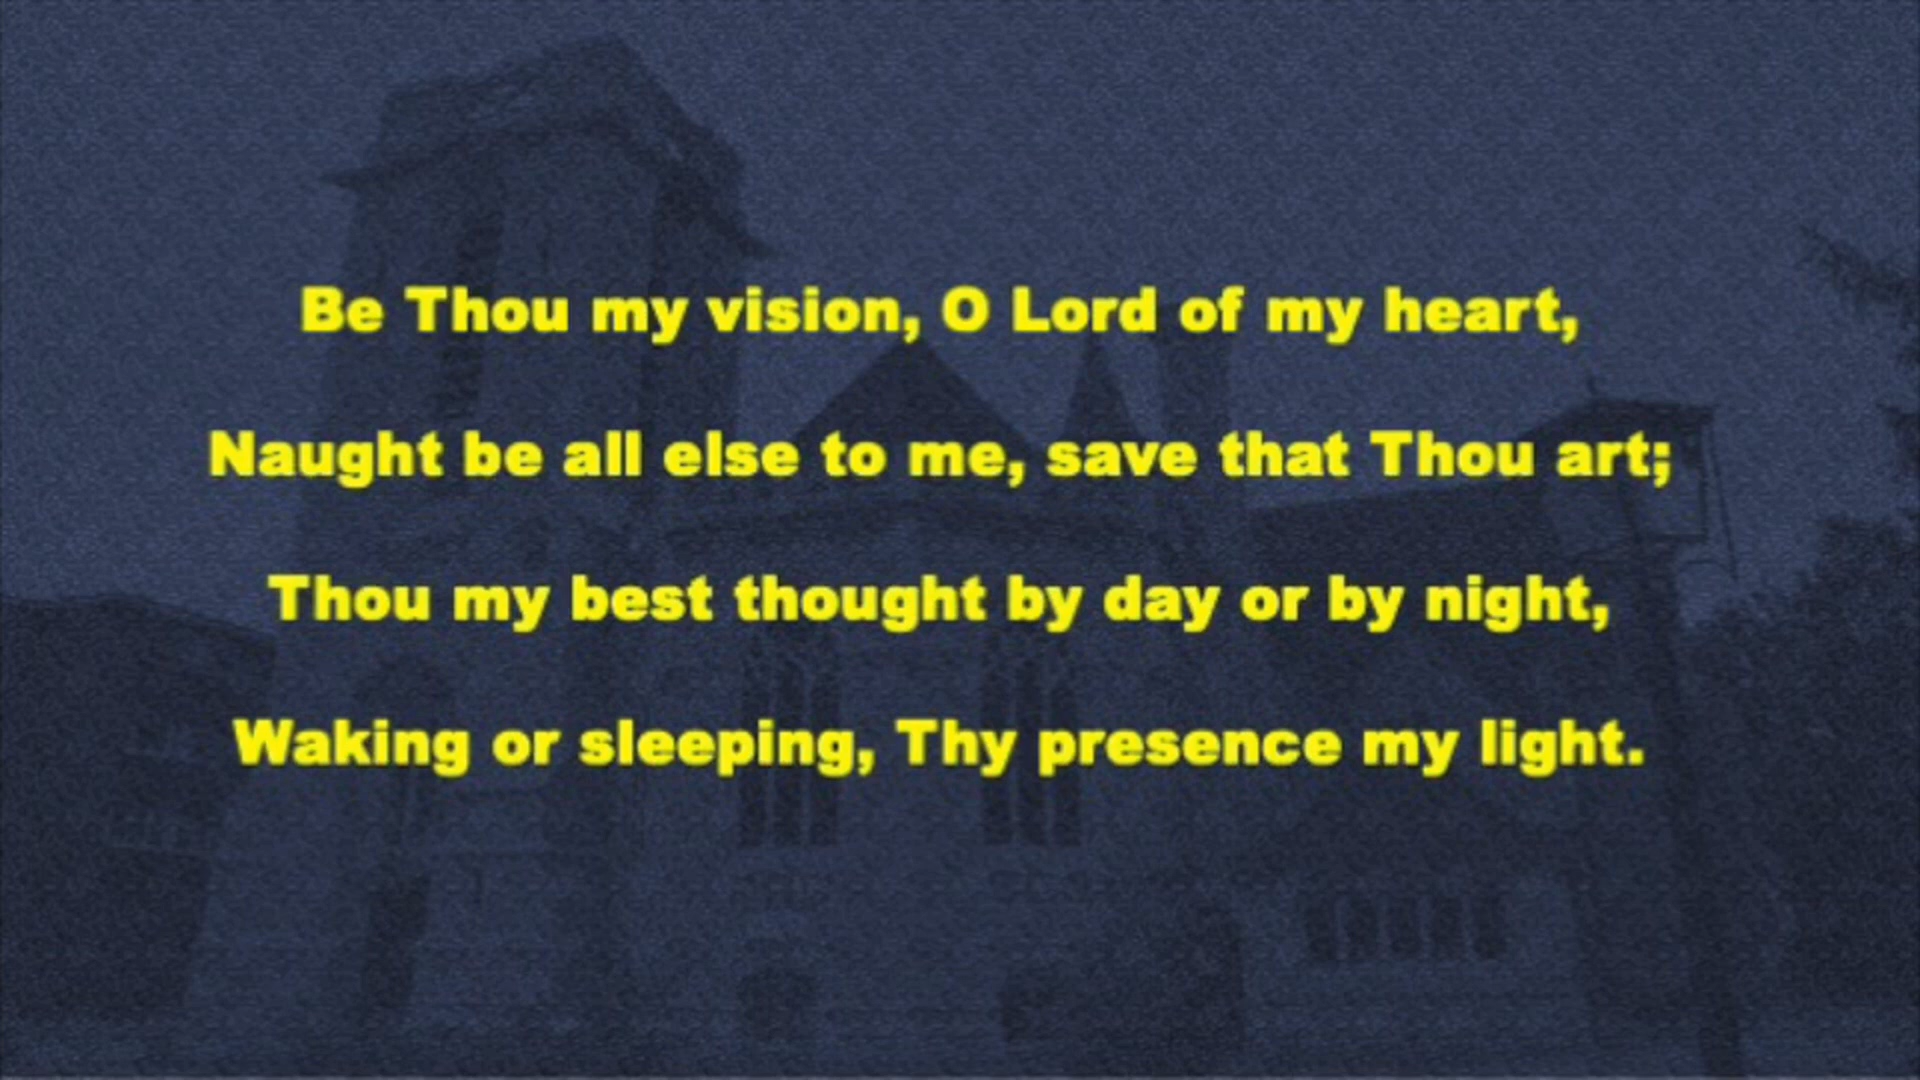 Be Thou my vision, O Lord of my heart,
Naught be all else to me, save that Thou art;
Thou my best thought by day or by night,
Waking or sleeping, Thy presence my light.